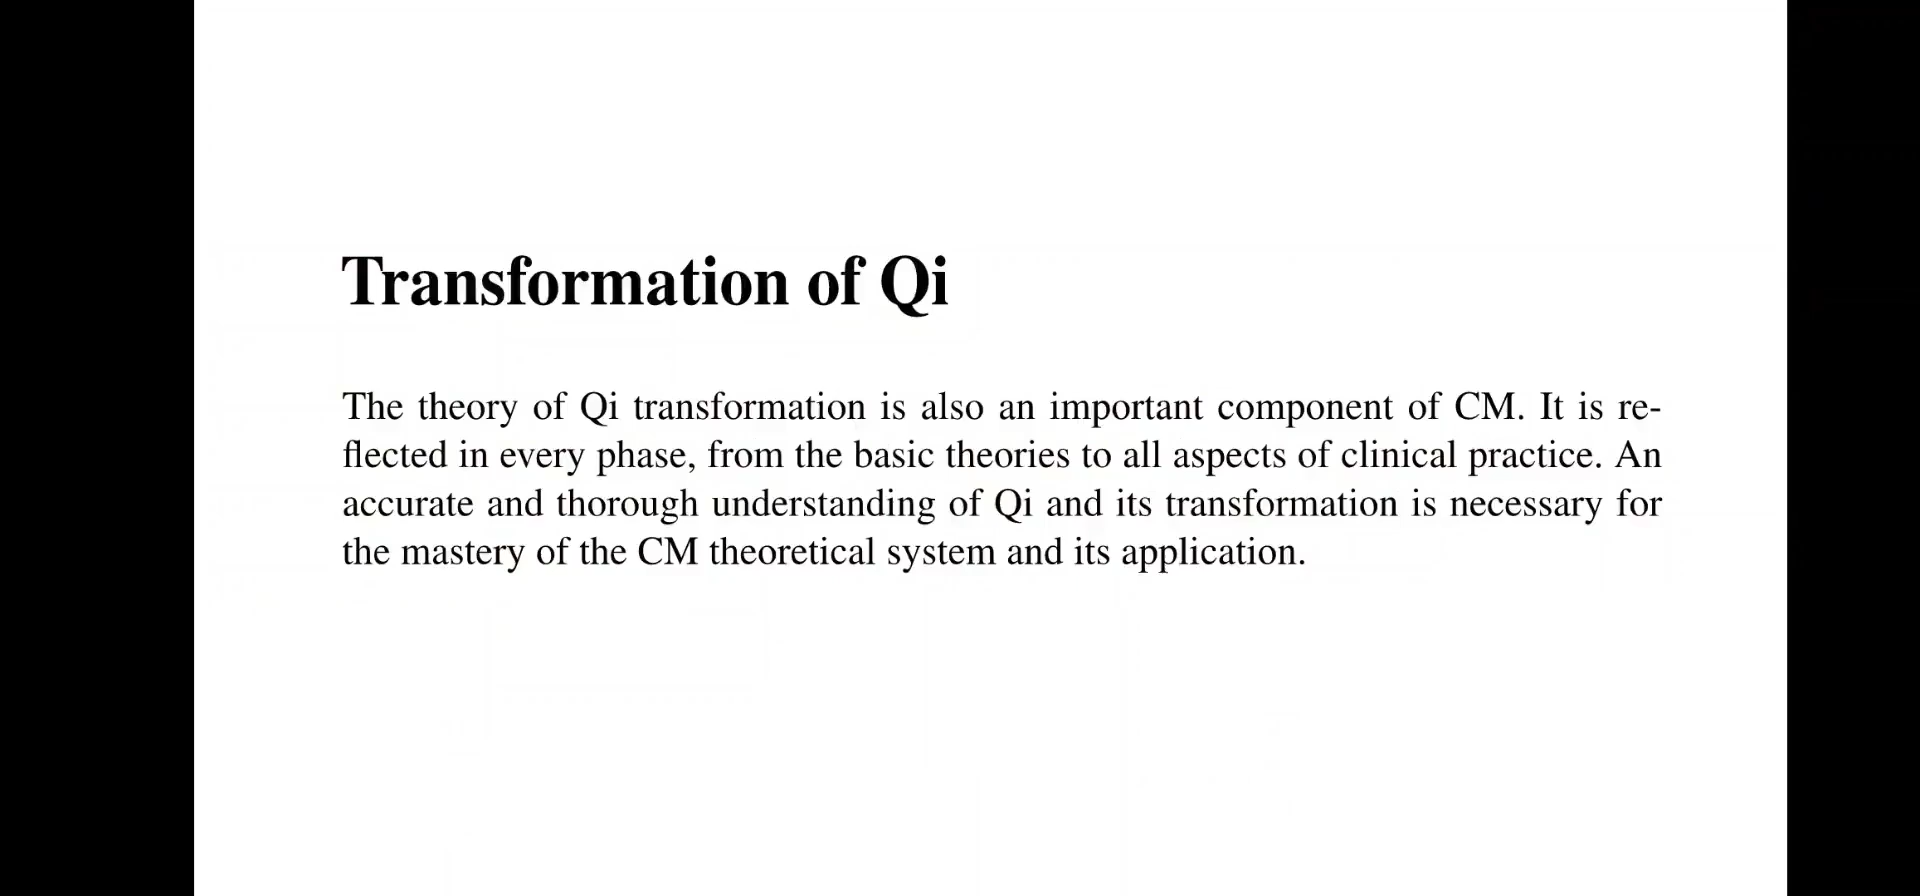 Transformation of Qi
The theory of Qi transformation is also an important component of CM. It is re-
flected in every phase, from the basic theories to all aspects of clinical practice. An
accurate and thorough understanding of Qi and its transformation is necessary for
the mastery of the CM theoretical system and its application.